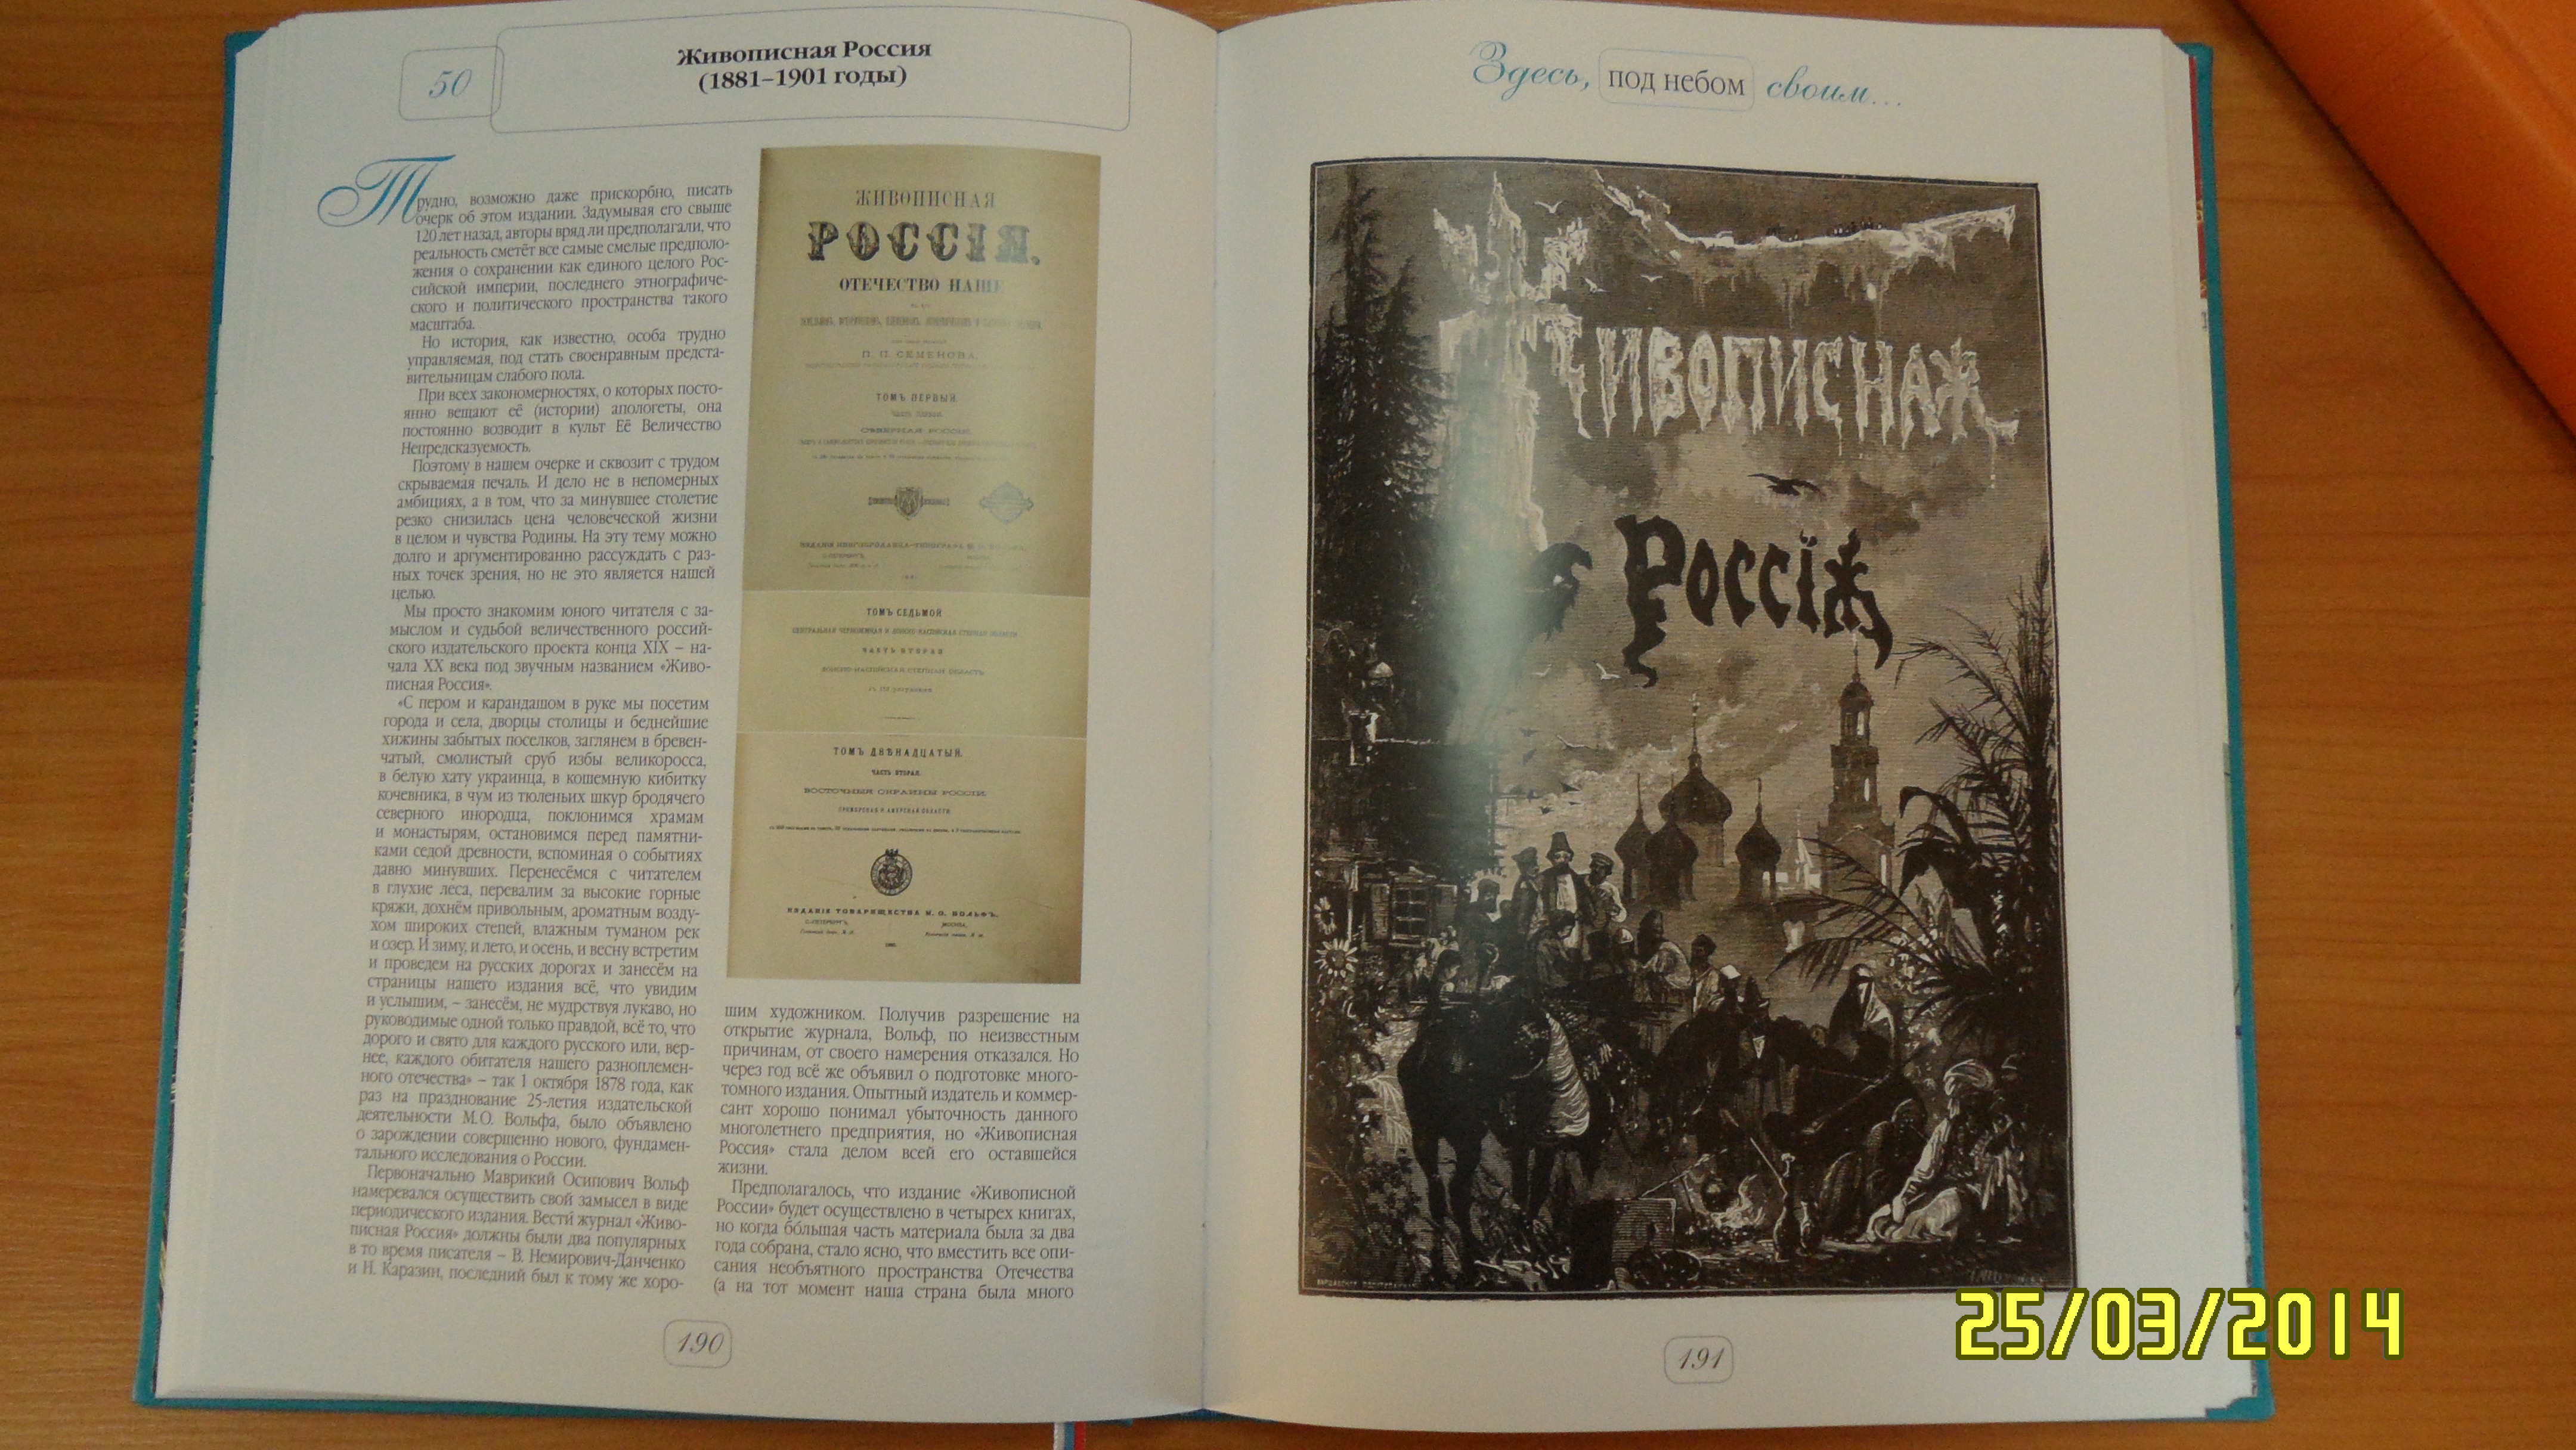 50
Живописная Россия
(1881–1901 годы)
Трудно, возможно даже прискорбно, писать
очерк об этом издании. Задумывая его свыше
120 лет назад, авторы вряд ли предполагали, что
реальность сметёт все самые смелые предполо-
жения о сохранении как единого целого Рос-
сийской империи, последнего этнографиче-
ского и политического пространства такого
масштаба.
Но история, как известно, особа трудно
управляемая, под стать своенравным предста-
вительницам слабого пола.
При всех закономерностях, о которых посто-
янно вещают её (истории) апологеты, она
постоянно возводит в культ Её Величество
Непредсказуемость.
Поэтому в нашем очерке и сквозит с трудом
скрываемая печаль. И дело не в непомерных
амбициях, а в том, что за минувшее столетие
резко снизилась цена человеческой жизни
в целом и чувства Родины. На эту тему можно
долго и аргументированно рассуждать с раз-
ных точек зрения, но не это является нашей
целью.
Мы просто знакомим юного читателя с за-
мыслом и судьбой величественного россий-
ского издательского проекта конца XIX – на-
чала XX века под звучным названием «Живо-
писная Россия».
«С пером и карандашом в руке мы посетим
города и села, дворцы столицы и беднейшие
хижины забытых поселков, заглянем в бревен-
чатый, смолистый сруб избы великоросса,
в белую хату украинца, в кошемную кибитку
кочевника, в чум из тюленьих шкур бродячего
северного инородца, поклонимся храмам
и монастырям, остановимся перед памятни-
ками седой древности, вспоминая о событиях
давно минувших. Перенесёмся с читателем
в глухие леса, перевалим за высокие горные
кряжи, дохнём привольным, ароматным возду-
хом широких степей, влажным туманом рек
и озер. И зиму, и лето, и осень, и весну встретим
и проведем на русских дорогах и занесём на
страницы нашего издания всё, что увидим
и услышим, – занесём, не мудрствуя лукаво, но
руководимые одной только правдой, всё то, что
дорого и свято для каждого русского или, вер-
нее, каждого обитателя нашего разноплемен-
ного отечества» – так 1 октября 1878 года, как
раз на празднование 25-летия издательской
деятельности М.О. Вольфа, было объявлено
о зарождении совершенно нового, фундамен-
тального исследования о России.
Первоначально Маврикий Осипович Вольф
намеревался осуществить свой замысел в виде
периодического издания. Вести журнал «Живо-
писная Россия» должны были два популярных
в то время писателя – В. Немирович-Данченко
и Н. Каразин, последний был к тому же хоро-
ЖИВОПИСНАЯ
РОССІЯ.
ОТЕЧЕСТВО НАШЕ
П. П. СЕМЕНОВА,
ТОМЪ ПЕРВЫЙ
СѢВЕРНАЯ РОССІЯ.
ТОМЪ СЕДЬМОЙ
ЧАСТЬ ВТОРАЯ
ТОМЪ ДВѢНАДЦАТЫЙ.
ЧАСТЬ ВТОРАЯ.
ВОСТОЧНЫЯ ОКРАИНЫ РОССІИ.
ПРИМОРСКАЯ И АМУРСКАЯ ОБЛАСТИ
ИЗДАНІЕ ТОВАРИЩЕСТВА М. О. ВОЛЬФЪ.
С.-ПЕТЕРБУРГЪ, МОСКВА,
шим художником. Получив разрешение на
открытие журнала, Вольф, по неизвестным
причинам, от своего намерения отказался. Но
через год всё же объявил о подготовке много-
томного издания. Опытный издатель и коммер-
сант хорошо понимал убыточность данного
многолетнего предприятия, но «Живописная
Россия» стала делом всей его оставшейся
жизни.
Предполагалось, что издание «Живописной
России» будет осуществлено в четырех книгах,
но когда бо́льшая часть материала была за два
года собрана, стало ясно, что вместить все опи-
сания необъятного пространства Отечества
(а на тот момент наша страна была много
190
Здесь, под небом своим...
Живописная
Россія
191
25/03/2014